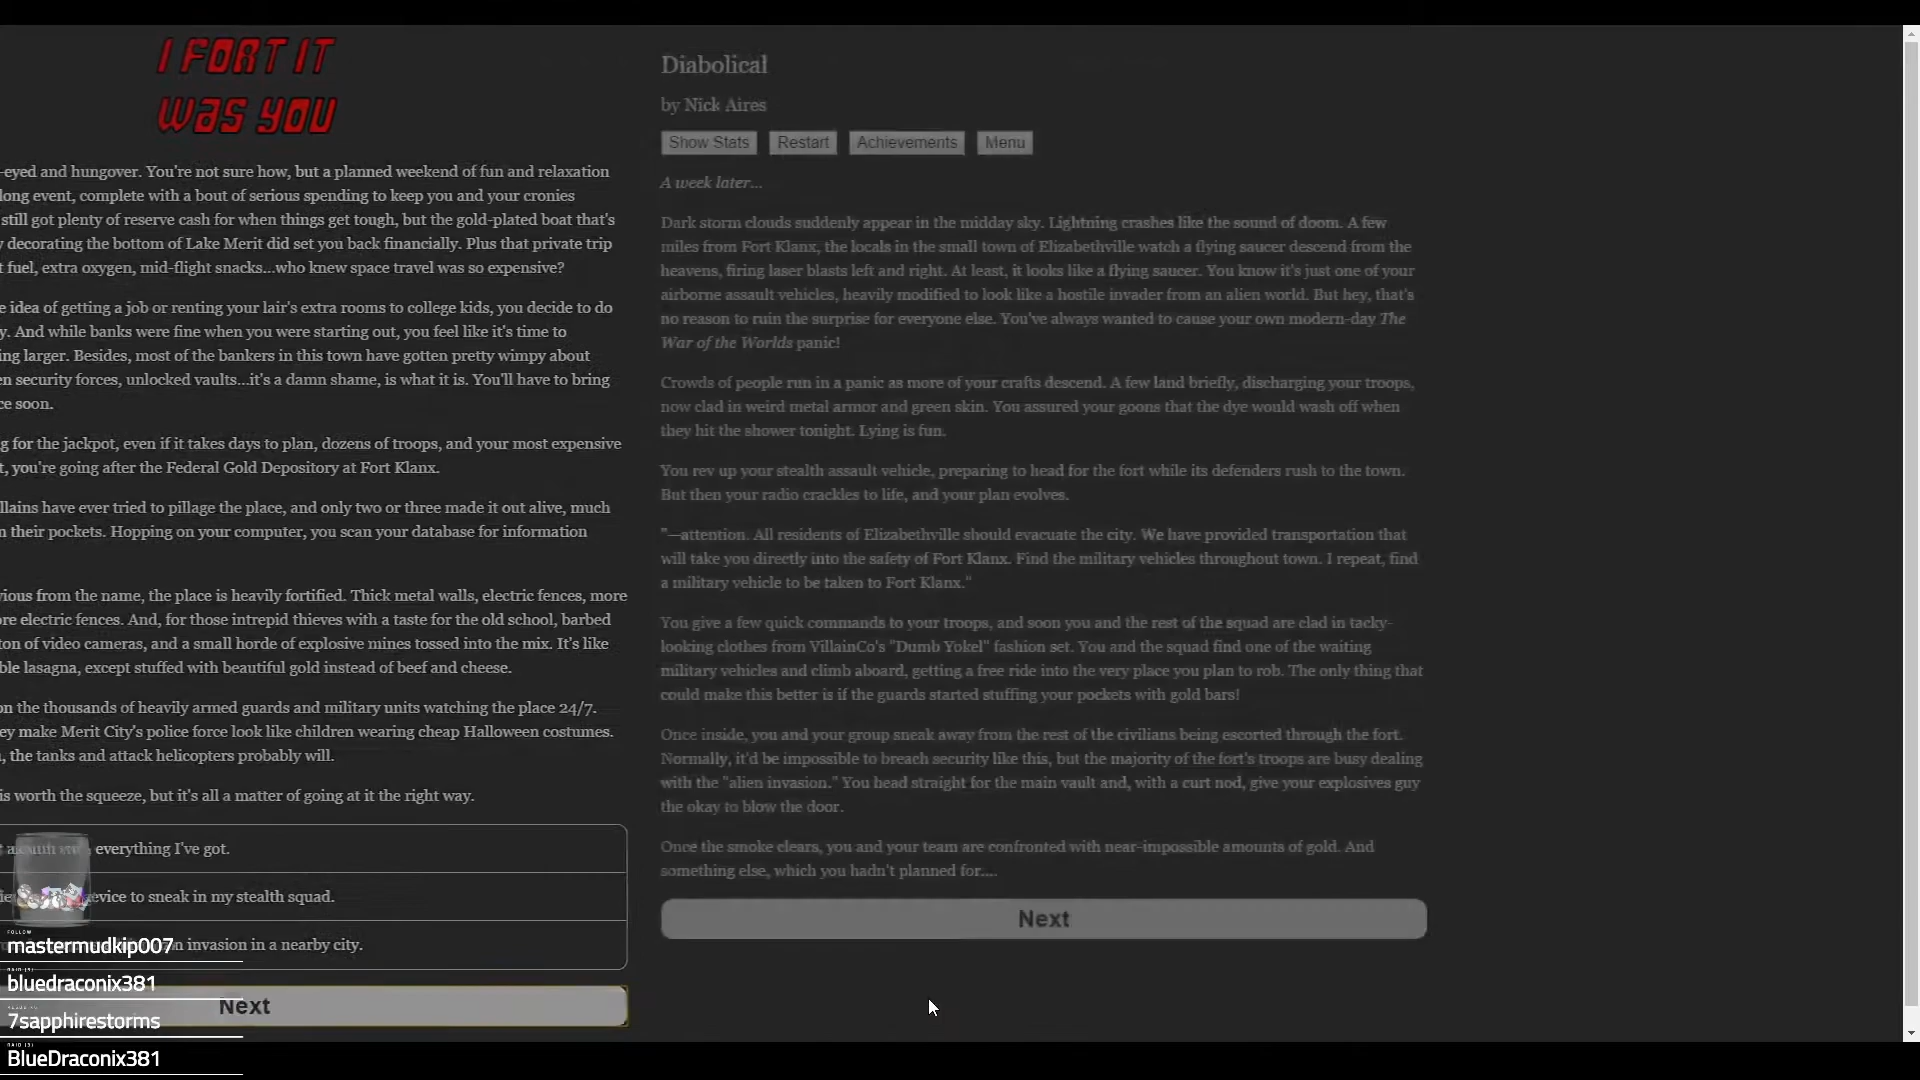 I FORT IT
WAS YOU
-eyed and hungover. You're not sure how, but a planned weekend of fun and relaxation
long event, complete with a bout of serious spending to keep you and your cronies
still got plenty of reserve cash for when things get tough, but the gold-plated boat that's
y decorating the bottom of Lake Merit did set you back financially. Plus that private trip
t fuel, extra oxygen, mid-flight snacks...who knew space travel was so expensive?
e idea of getting a job or renting your lair's extra rooms to college kids, you decide to do
y. And while banks were fine when you were starting out, you feel like it's time to
ing larger. Besides, most of the bankers in this town have gotten pretty wimpy about
en security forces, unlocked vaults...it's a damn shame, is what it is. You'll have to bring
ce soon.
g for the jackpot, even if it takes days to plan, dozens of troops, and your most expensive
t, you're going after the Federal Gold Depository at Fort Klanx.
illains have ever tried to pillage the place, and only two or three made it out alive, much
n their pockets. Hopping on your computer, you scan your database for information
vious from the name, the place is heavily fortified. Thick metal walls, electric fences, more
ore electric fences. And, for those intrepid thieves with a taste for the old school, barbed
ton of video cameras, and a small horde of explosive mines tossed into the mix. It's like
ble lasagna, except stuffed with beautiful gold instead of beef and cheese.
on the thousands of heavily armed guards and military units watching the place 24/7.
ey make Merit City's police force look like children wearing cheap Halloween costumes.
, the tanks and attack helicopters probably will.
is worth the squeeze, but it's all a matter of going at it the right way.
everything I've got.
evice to sneak in my stealth squad.
n invasion in a nearby city.
Next
FOLLOW
mastermudkip007
bluedraconix381
7sapphirestorms
BlueDraconix381
Diabolical
by Nick Aires
Show Stats Restart Achievements Menu
A week later...
Dark storm clouds suddenly appear in the midday sky. Lightning crashes like the sound of doom. A few
miles from Fort Klanx, the locals in the small town of Elizabethville watch a flying saucer descend from the
heavens, firing laser blasts left and right. At least, it looks like a flying saucer. You know it's just one of your
airborne assault vehicles, heavily modified to look like a hostile invader from an alien world. But hey, that's
no reason to ruin the surprise for everyone else. You've always wanted to cause your own modern-day The
War of the Worlds panic!
Crowds of people run in a panic as more of your crafts descend. A few land briefly, discharging your troops,
now clad in weird metal armor and green skin. You assured your goons that the dye would wash off when
they hit the shower tonight. Lying is fun.
You rev up your stealth assault vehicle, preparing to head for the fort while its defenders rush to the town.
But then your radio crackles to life, and your plan evolves.
"—attention. All residents of Elizabethville should evacuate the city. We have provided transportation that
will take you directly into the safety of Fort Klanx. Find the military vehicles throughout town. I repeat, find
a military vehicle to be taken to Fort Klanx."
You give a few quick commands to your troops, and soon you and the rest of the squad are clad in tacky-
looking clothes from VillainCo's "Dumb Yokel" fashion set. You and the squad find one of the waiting
military vehicles and climb aboard, getting a free ride into the very place you plan to rob. The only thing that
could make this better is if the guards started stuffing your pockets with gold bars!
Once inside, you and your group sneak away from the rest of the civilians being escorted through the fort.
Normally, it'd be impossible to breach security like this, but the majority of the fort's troops are busy dealing
with the "alien invasion." You head straight for the main vault and, with a curt nod, give your explosives guy
the okay to blow the door.
Once the smoke clears, you and your team are confronted with near-impossible amounts of gold. And
something else, which you hadn't planned for....
Next